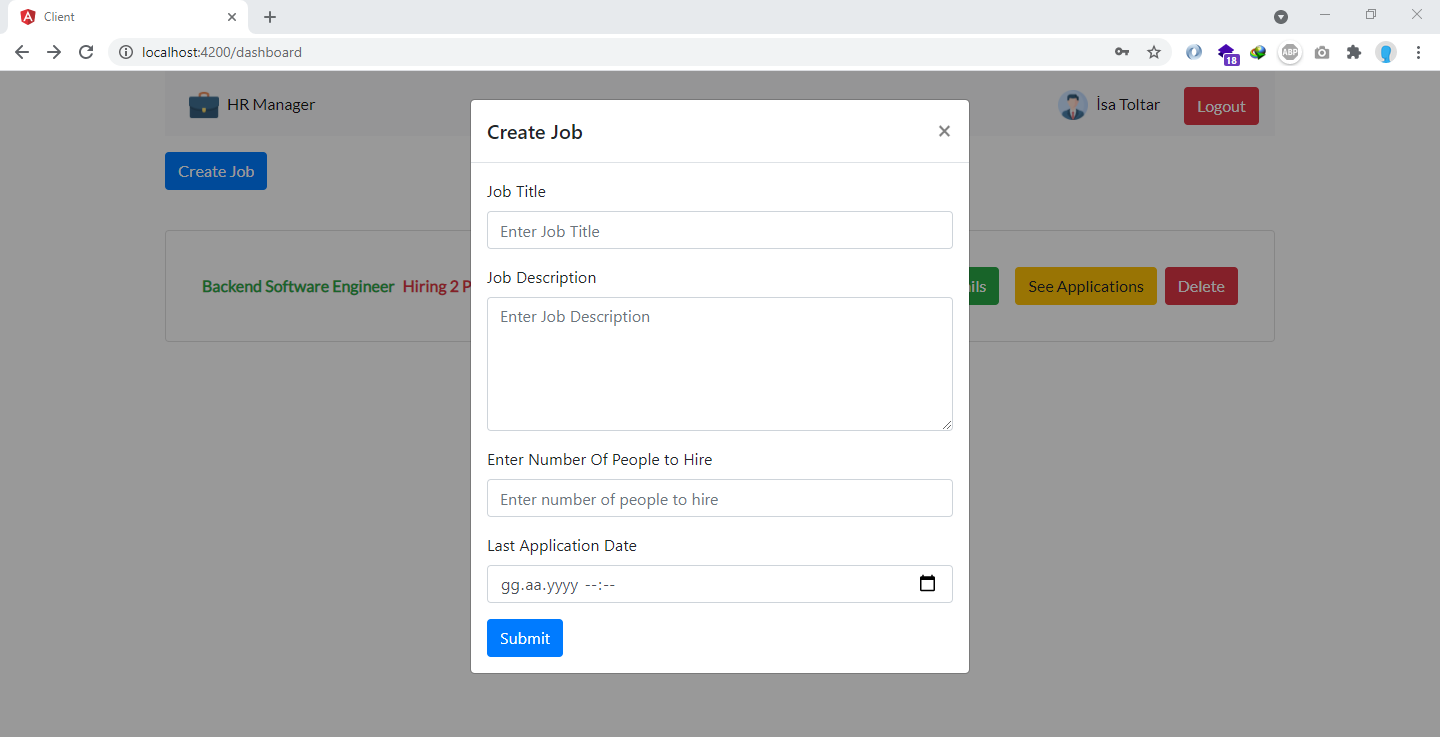 Client
localhost:4200/dashboard
ABP
18
HR Manager
İsa Toltar
Logout
Create Job
Backend Software Engineer Hiring 2
See Applications
Delete
Create Job
Job Title
Enter Job Title
Job Description
Enter Job Description
Enter Number Of People to Hire
Enter number of people to hire
Last Application Date
gg.aa.yyyy --:--
Submit